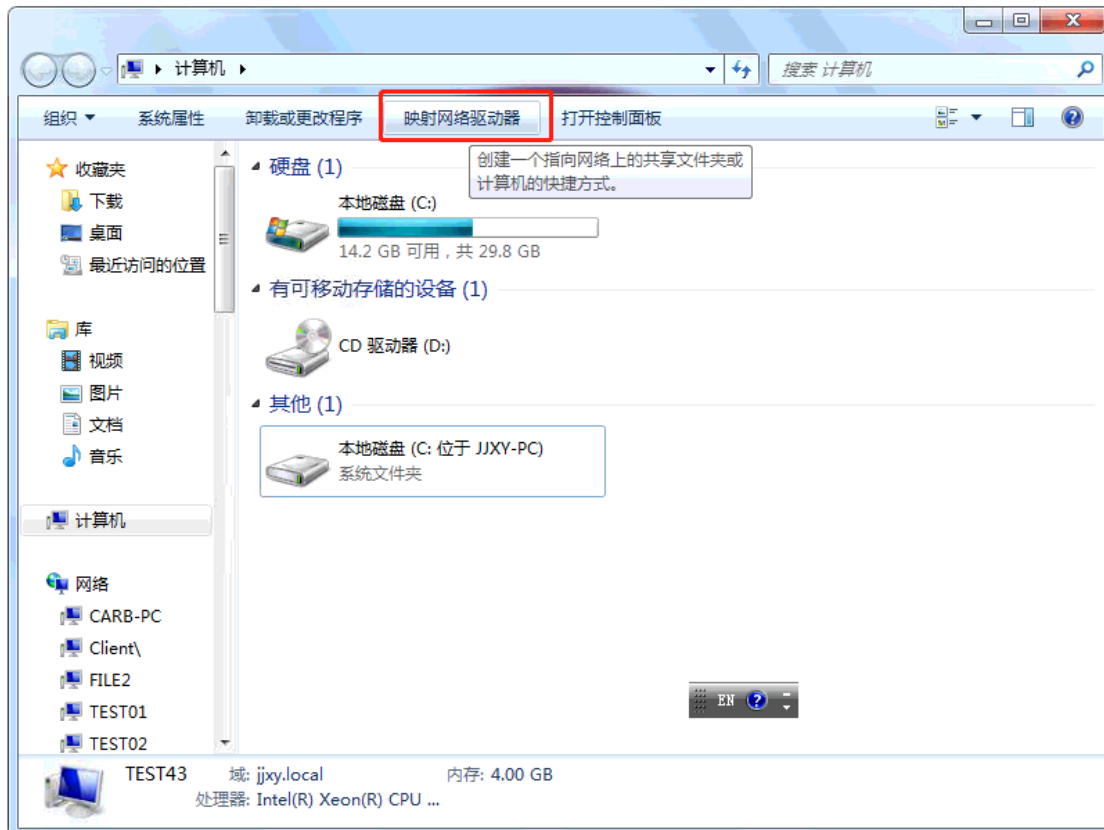 计算机
搜索 计算机
组织 系统属性 卸载或更改程序 映射网络驱动器 打开控制面板
创建一个指向网络上的共享文件夹或
计算机的快捷方式。
收藏夹
下载
桌面
最近访问的位置
库
视频
图片
文档
音乐
计算机
网络
CARB-PC
Client\
FILE2
TEST01
TEST02
硬盘 (1)
本地磁盘 (C:)
14.2 GB 可用，共 29.8 GB
有可移动存储的设备 (1)
CD 驱动器 (D:)
其他 (1)
本地磁盘 (C: 位于 JJXY-PC)
系统文件夹
EN
TEST43 域: jjxy.local 内存: 4.00 GB
处理器: Intel(R) Xeon(R) CPU ...